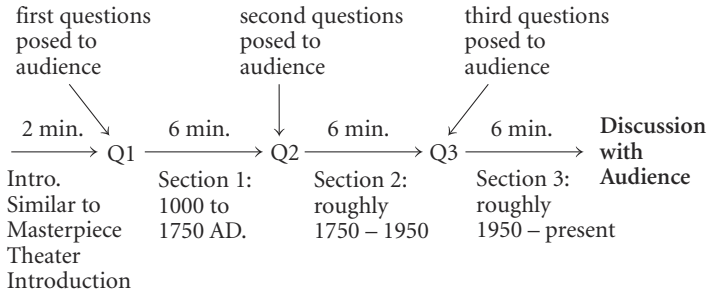 first questions
posed to
audience
second questions
posed to
audience
third questions
posed to
audience
2 min.
Q1
6 min.
Q2
6 min.
Q3
6 min.
Discussion
with
Audience
Intro.
Similar to
Masterpiece
Theater
Introduction
Section 1:
1000 to
1750 AD.
Section 2:
roughly
1750 – 1950
Section 3:
roughly
1950 – present